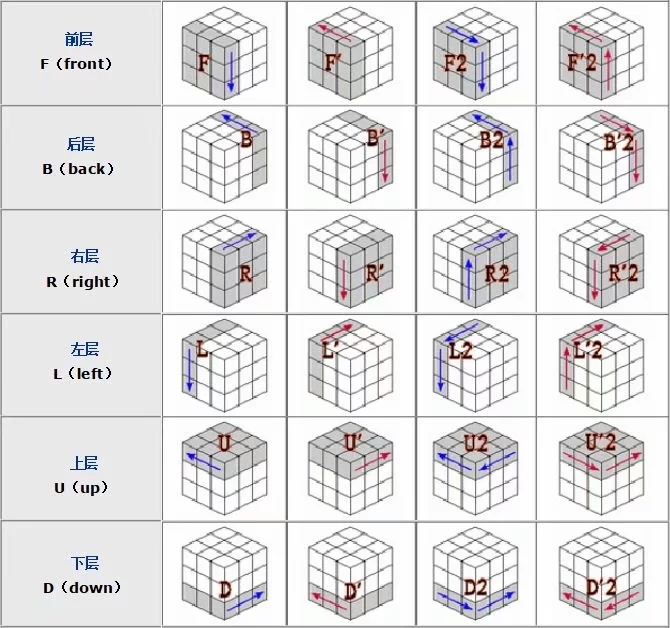 前层
F（front）
F
F'
F2
F'2
后层
B（back）
B
B'
B2
B'2
右层
R（right）
R
R'
R2
R'2
左层
L（left）
L
L'
L2
L'2
上层
U（up）
U
U'
U2
U'2
下层
D（down）
D
D'
D2
D'2